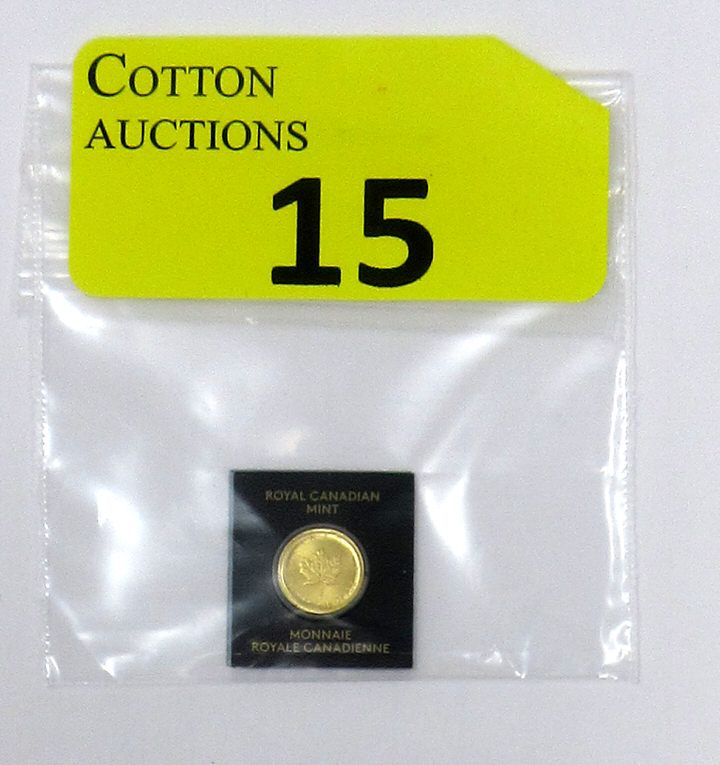 COTTON
AUCTIONS
15
ROYAL CANADIAN
MINT
MONNAIE
ROYALE CANADIENNE